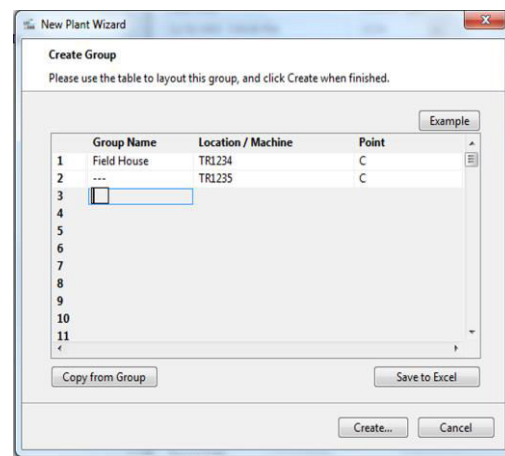 New Plant Wizard
Create Group
Please use the table to layout this group, and click Create when finished.
Example
Group Name Location / Machine Point
1 Field House TR1234 C
2 --- TR1235 C
3
4
5
6
7
8
9
10
11
Copy from Group Save to Excel
Create... Cancel